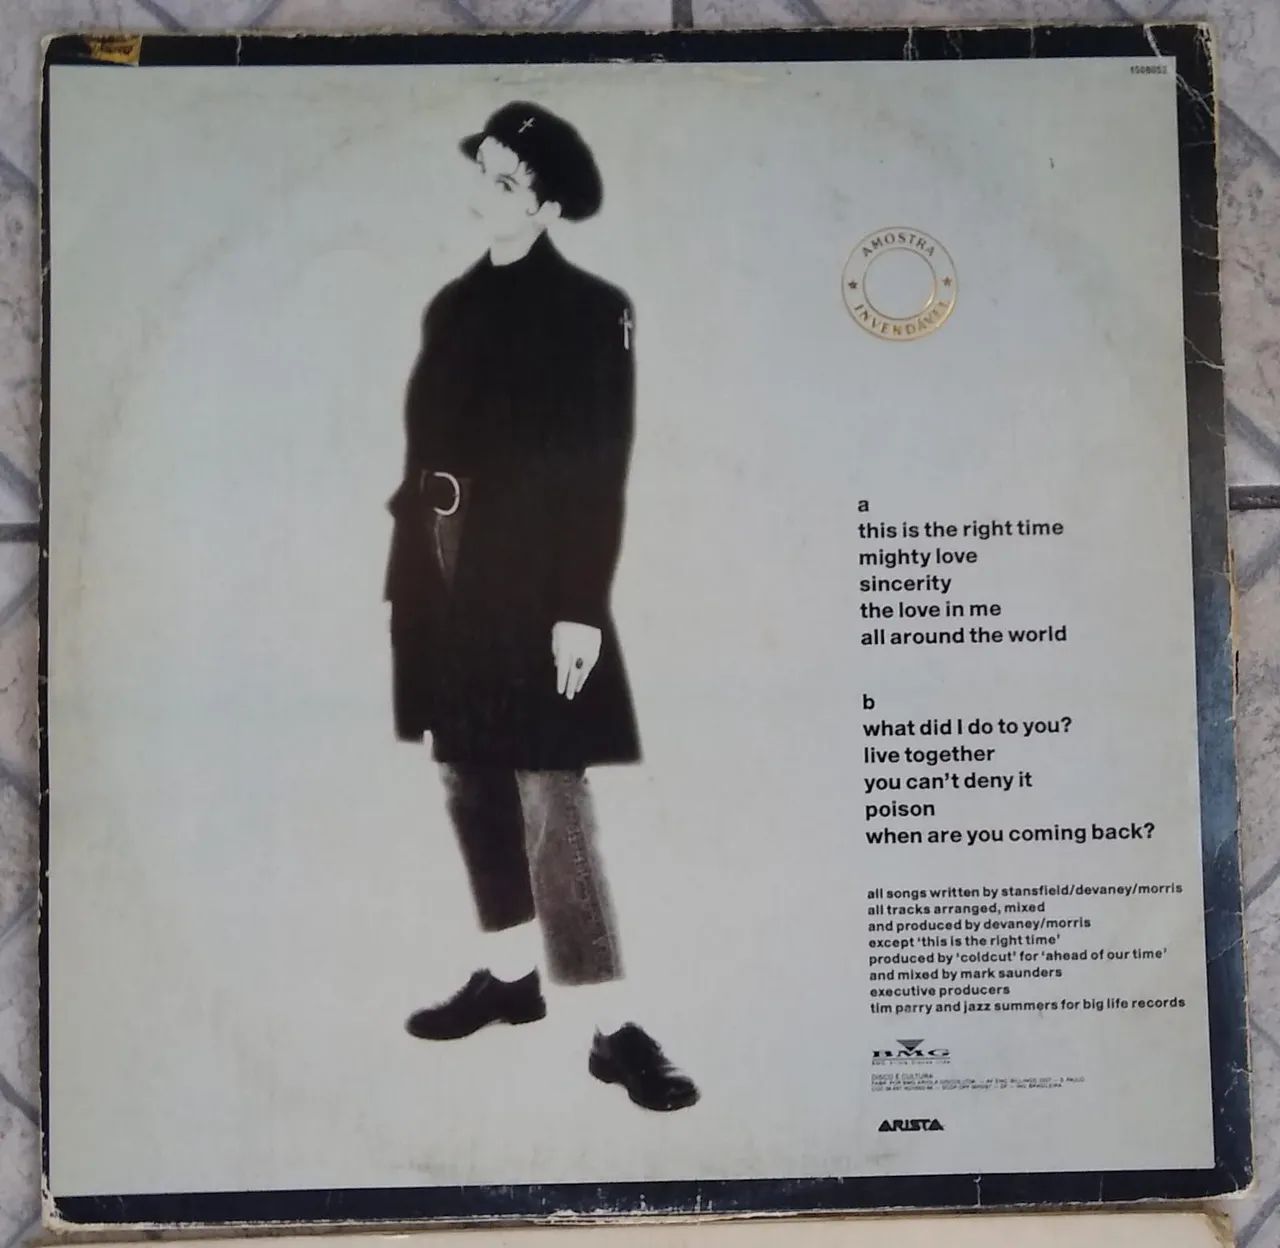 1508053
AMOSTRA
INVENDÁVEL
a
this is the right time
mighty love
sincerity
the love in me
all around the world
b
what did I do to you?
live together
you can't deny it
poison
when are you coming back?
all songs written by stansfield/devaney/morris
all tracks arranged, mixed
and produced by devaney/morris
except 'this is the right time'
produced by 'coldcut' for 'ahead of our time'
and mixed by mark saunders
executive producers
tim parry and jazz summers for big life records
BMG
DISCO É CULTURA
ARISTA